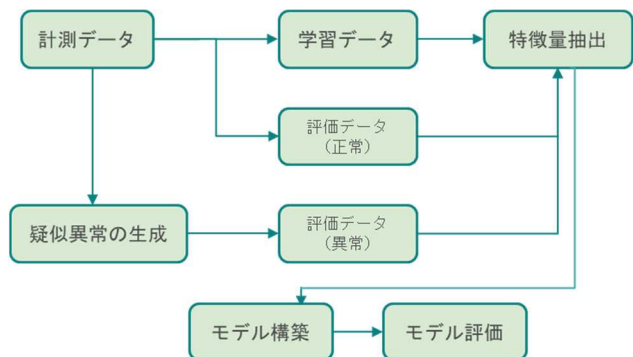 計測データ
学習データ
特徴量抽出
評価データ
(正常)
疑似異常の生成
評価データ
(異常)
モデル構築
モデル評価